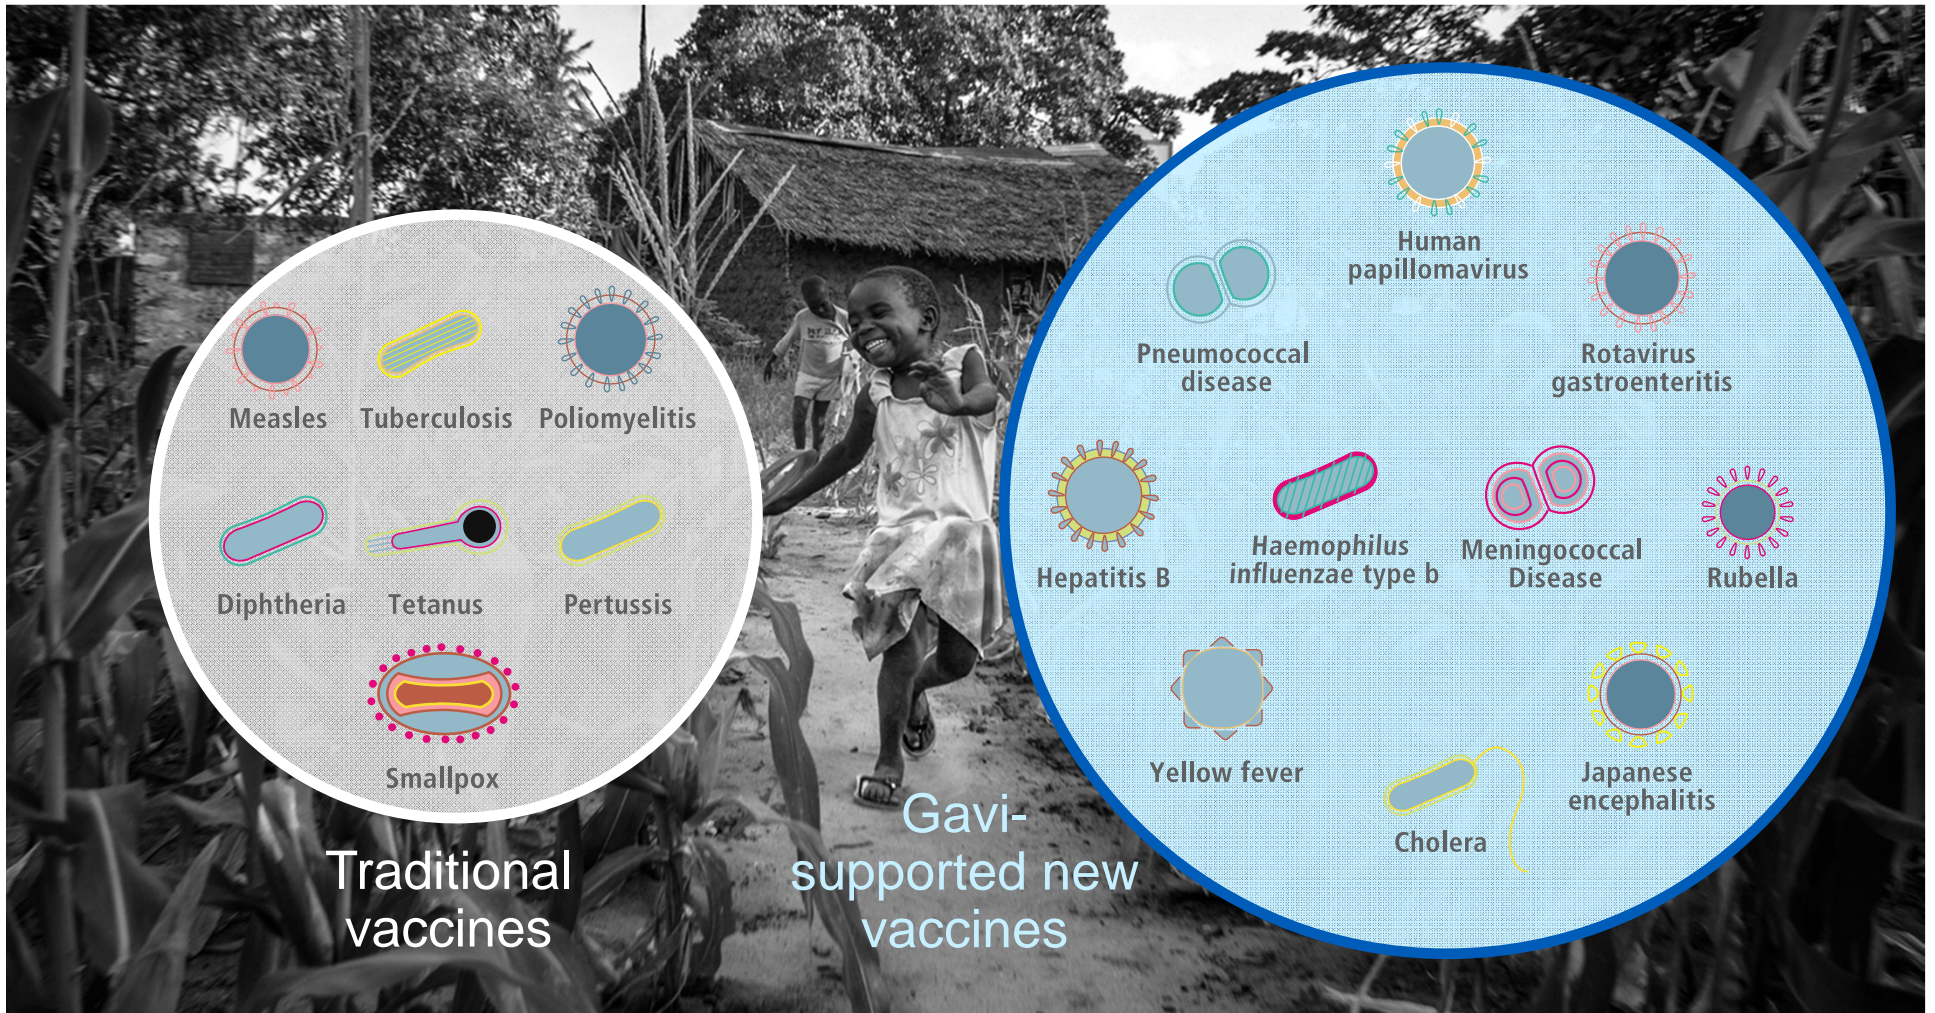 Measles
Tuberculosis
Poliomyelitis
Diphtheria
Tetanus
Pertussis
Smallpox
Traditional
vaccines
Human
papillomavirus
Pneumococcal
disease
Rotavirus
gastroenteritis
Hepatitis B
Haemophilus
influenzae type b
Meningococcal
Disease
Rubella
Yellow fever
Cholera
Japanese
encephalitis
Gavi-
supported new
vaccines